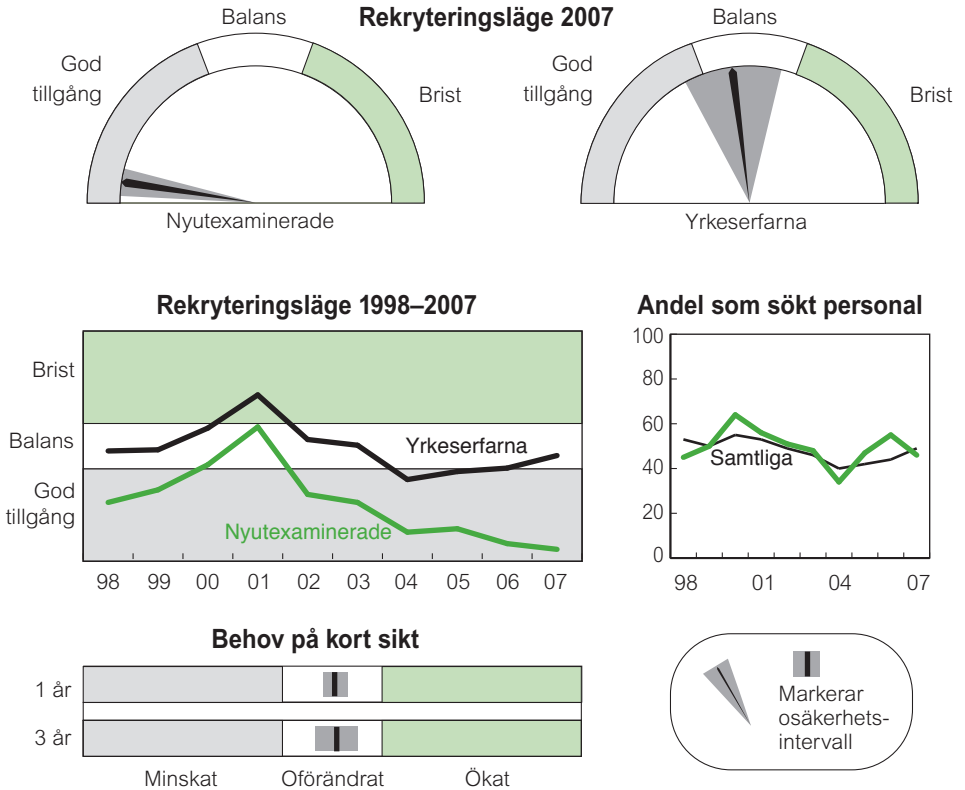 Rekryteringsläge 2007
Balans
God
tillgång
Brist
Nyutexaminerade
Balans
God
tillgång
Brist
Yrkeserfarna
Rekryteringsläge 1998–2007
Brist
Balans
God
tillgång
Yrkeserfarna
Nyutexaminerade
98 99 00 01 02 03 04 05 06 07
Andel som sökt personal
100
80
60
40
20
0
Samtliga
98 01 04 07
Behov på kort sikt
1 år
3 år
Minskat Oförändrat Ökat
Markerar
osäkerhets-
intervall